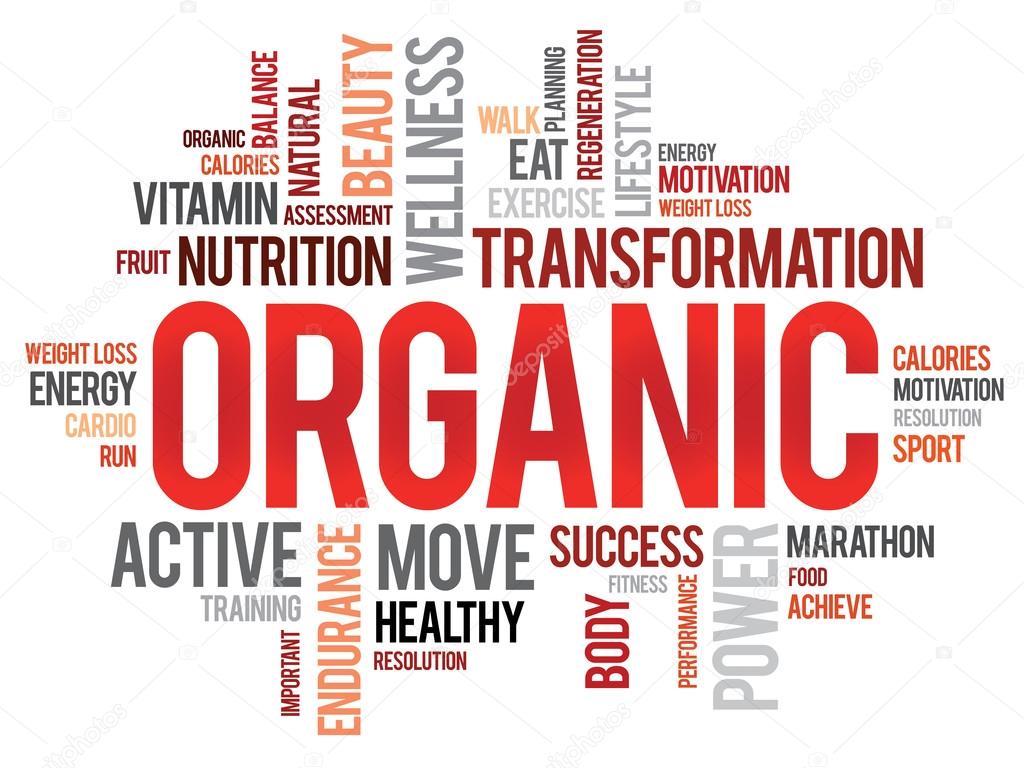 BALANCE
ORGANIC
CALORIES
NATURAL
BEAUTY
WELLNESS
VITAMIN
ASSESSMENT
FRUIT
NUTRITION
WALK
PLANNING
REGENERATION
EAT
EXERCISE
LIFESTYLE
ENERGY
MOTIVATION
WEIGHT LOSS
TRANSFORMATION
ORGANIC
WEIGHT LOSS
ENERGY
CARDIO
RUN
CALORIES
MOTIVATION
RESOLUTION
SPORT
ACTIVE
TRAINING
IMPORTANT
ENDURANCE
MOVE
HEALTHY
RESOLUTION
SUCCESS
FITNESS
BODY
PERFORMANCE
POWER
MARATHON
FOOD
ACHIEVE
depositphotos